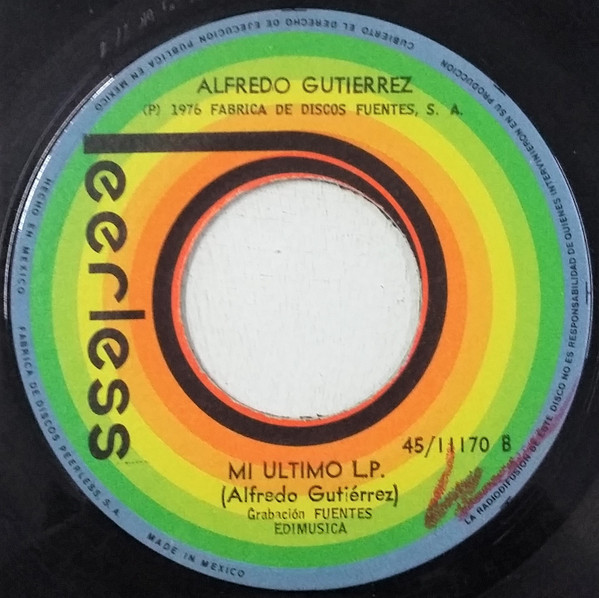 ALFREDO GUTIERREZ
(P) 1976 FABRICA DE DISCOS FUENTES, S. A.
Peerless
45/11170 B
MI ULTIMO L.P.
(Alfredo Gutiérrez)
Grabación FUENTES
EDIMUSICA
CUBIERTO EL DERECHO DE EJECUCION PUBLICA EN MEXICO
HECHO EN MEXICO
FABRICA DE DISCOS PEERLESS, S.A.
MADE IN MEXICO
LA RADIODIFUSION DE ESTE DISCO NO ES RESPONSABILIDAD DE QUIENES INTERVINIERON EN SU PRODUCCION